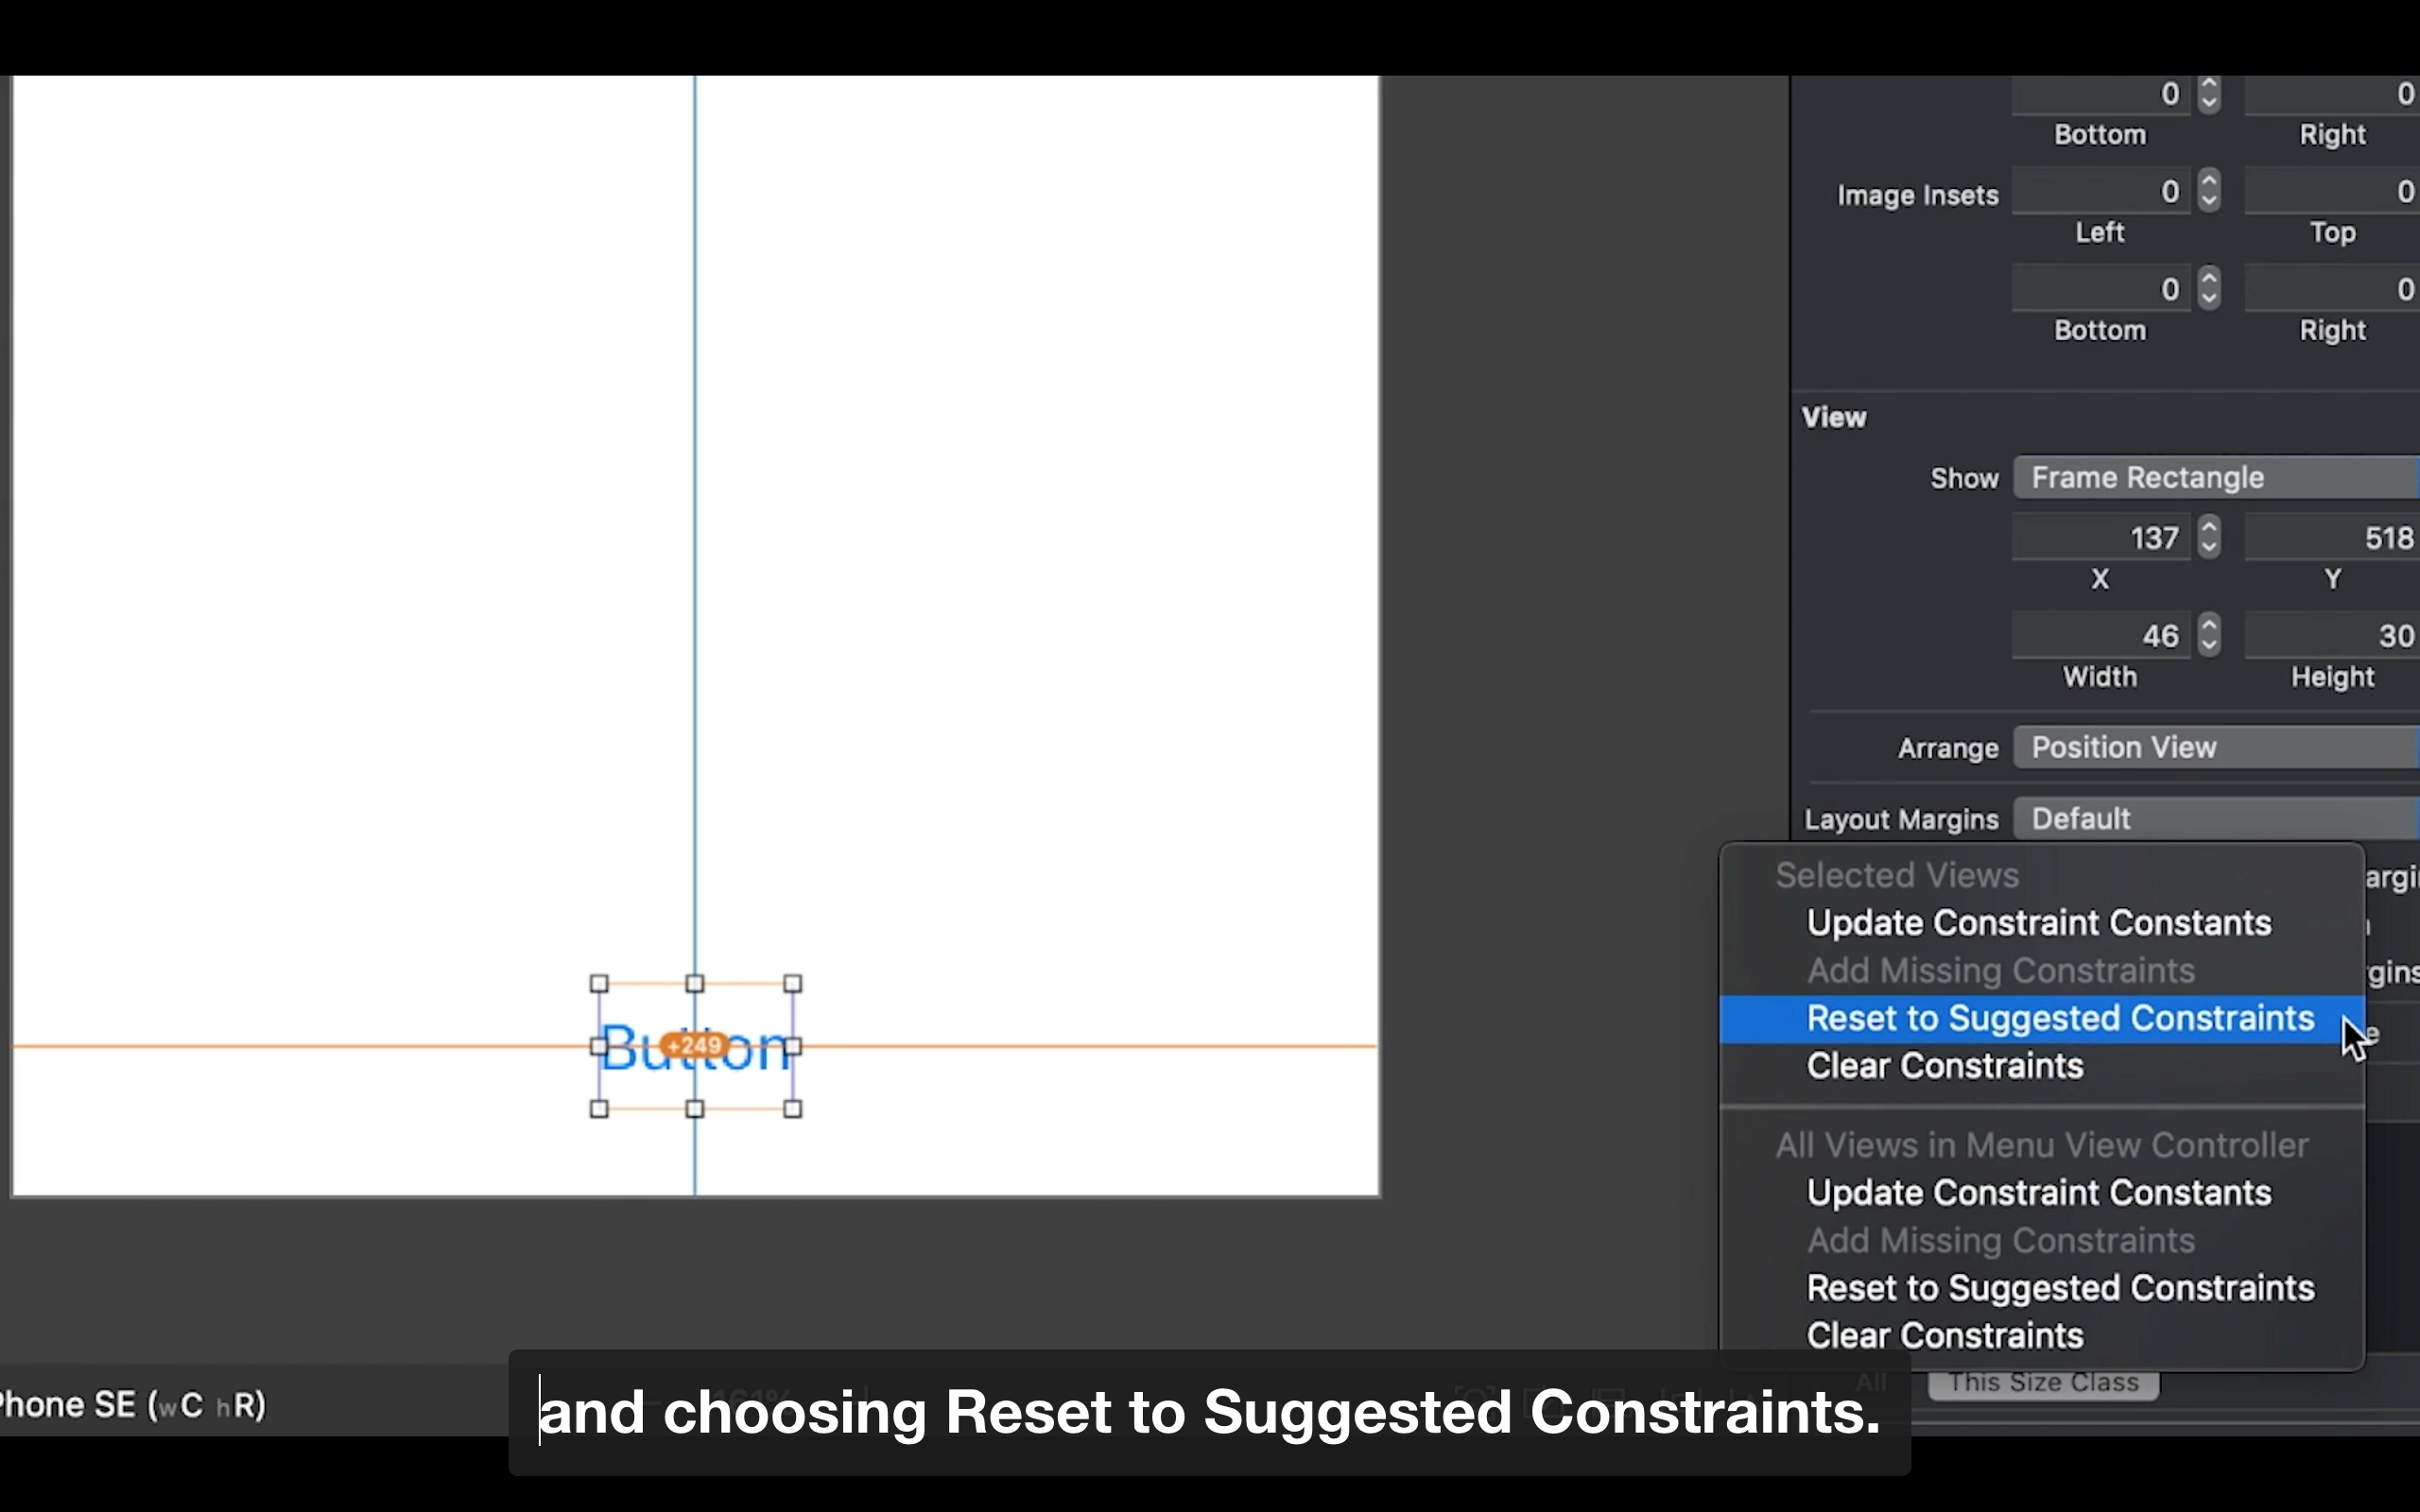 0 0
Bottom Right
Image Insets 0 0
Left Top
0 0
Bottom Right
View
Show Frame Rectangle
137 518
X Y
46 30
Width Height
Arrange Position View
Layout Margins Default
Selected Views
Update Constraint Constants
Add Missing Constraints
Reset to Suggested Constraints
Clear Constraints
All Views in Menu View Controller
Update Constraint Constants
Add Missing Constraints
Reset to Suggested Constraints
Clear Constraints
Button
+249
Phone SE (wC hR)
All This Size Class
and choosing Reset to Suggested Constraints.